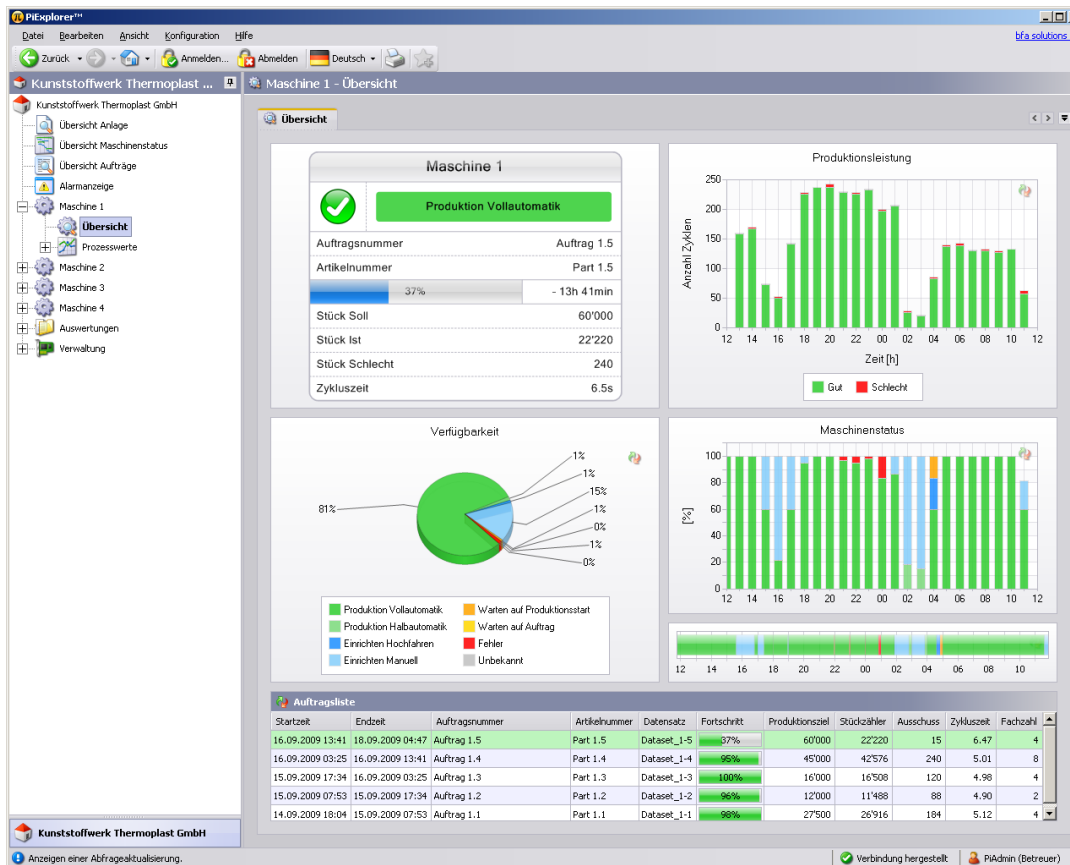 PiExplorer™
Datei Bearbeiten Ansicht Konfiguration Hilfe
bfa solutions
Zurück Anmelden... Abmelden Deutsch
Kunststoffwerk Thermoplast ...
Maschine 1 - Übersicht
Kunststoffwerk Thermoplast GmbH
Übersicht Anlage
Übersicht Maschinenstatus
Übersicht Aufträge
Alarmanzeige
Maschine 1
Übersicht
Prozesswerte
Maschine 2
Maschine 3
Maschine 4
Auswertungen
Verwaltung
Kunststoffwerk Thermoplast GmbH
Übersicht
Maschine 1
Produktion Vollautomatik
Auftragsnummer Auftrag 1.5
Artikelnummer Part 1.5
37% - 13h 41min
Stück Soll 60'000
Stück Ist 22'220
Stück Schlecht 240
Zykluszeit 6.5s
Produktionsleistung
Anzahl Zyklen
250
200
150
100
50
0
12 14 16 18 20 22 00 02 04 06 08 10 12
Zeit [h]
Gut Schlecht
Verfügbarkeit
1%
1%
15%
81%
1%
0%
1%
0%
Produktion Vollautomatik Warten auf Produktionsstart
Produktion Halbautomatik Warten auf Auftrag
Einrichten Hochfahren Fehler
Einrichten Manuell Unbekannt
Maschinenstatus
[%]
100
80
60
40
20
0
12 14 16 18 20 22 00 02 04 06 08 10 12
12 14 16 18 20 22 00 02 04 06 08 10
Auftragsliste
Startzeit Endzeit Auftragsnummer Artikelnummer Datensatz Fortschritt Produktionsziel Stückzähler Ausschuss Zykluszeit Fachzahl
16.09.2009 13:41 18.09.2009 04:47 Auftrag 1.5 Part 1.5 Dataset_1-5 37% 60'000 22'220 15 6.47 4
16.09.2009 03:25 16.09.2009 13:41 Auftrag 1.4 Part 1.4 Dataset_1-4 95% 45'000 42'576 240 5.01 8
15.09.2009 17:34 16.09.2009 03:25 Auftrag 1.3 Part 1.3 Dataset_1-3 100% 16'000 16'508 120 4.98 4
15.09.2009 07:53 15.09.2009 17:34 Auftrag 1.2 Part 1.2 Dataset_1-2 96% 12'000 11'488 88 4.90 2
14.09.2009 18:04 15.09.2009 07:53 Auftrag 1.1 Part 1.1 Dataset_1-1 98% 27'500 26'916 184 5.12 4
Anzeigen einer Abfrageaktualisierung.
Verbindung hergestellt PiAdmin (Betreuer)